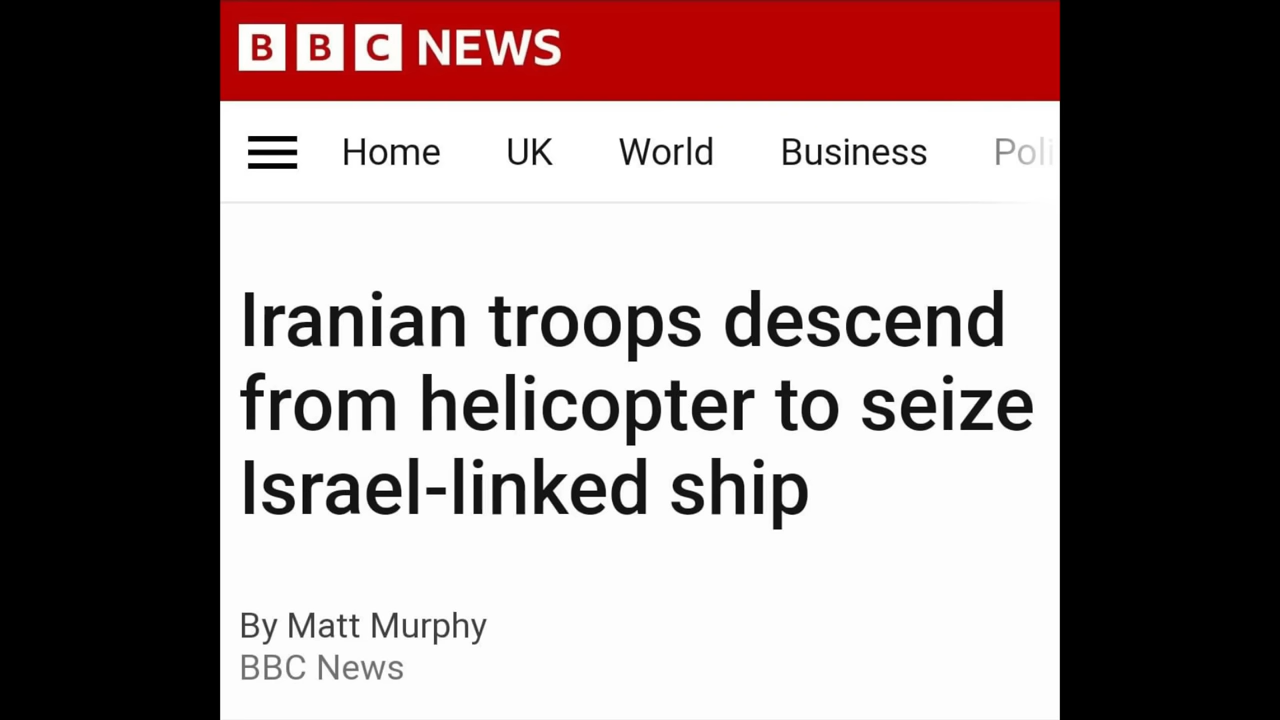 BBC NEWS
Home UK World Business Poli
Iranian troops descend
from helicopter to seize
Israel-linked ship
By Matt Murphy
BBC News